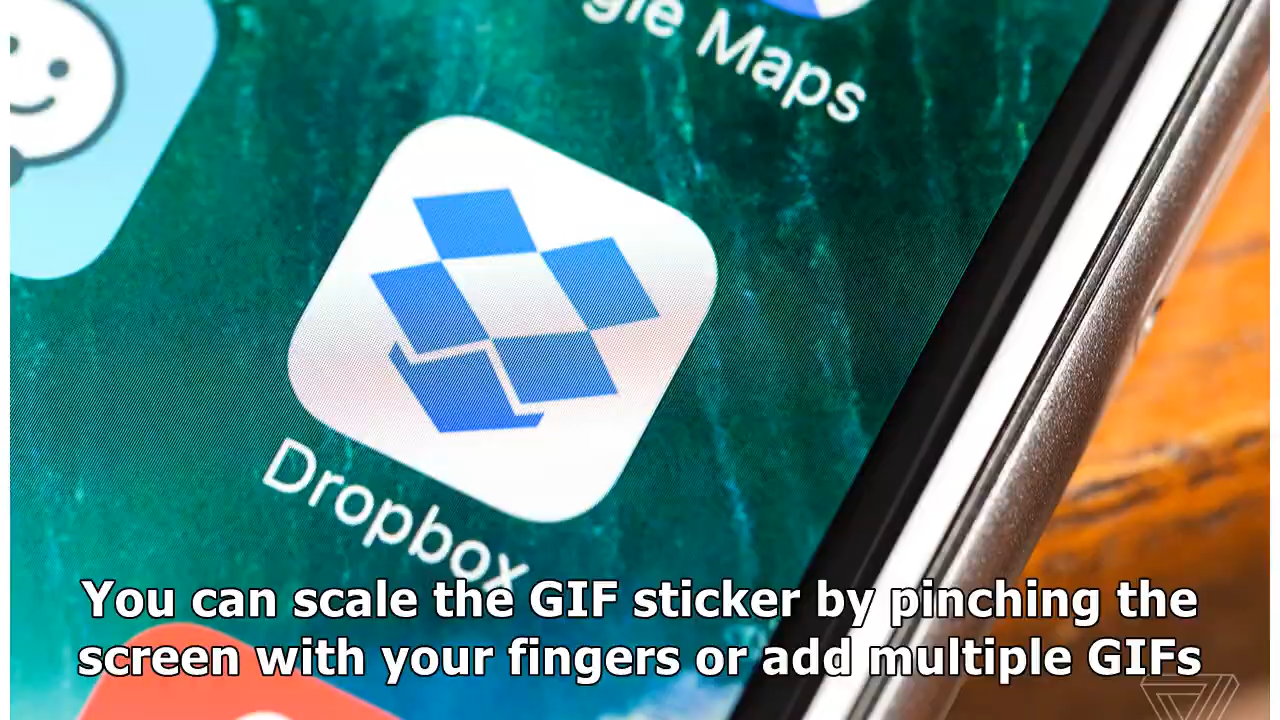 gle Maps
Dropbox
You can scale the GIF sticker by pinching the
screen with your fingers or add multiple GIFs